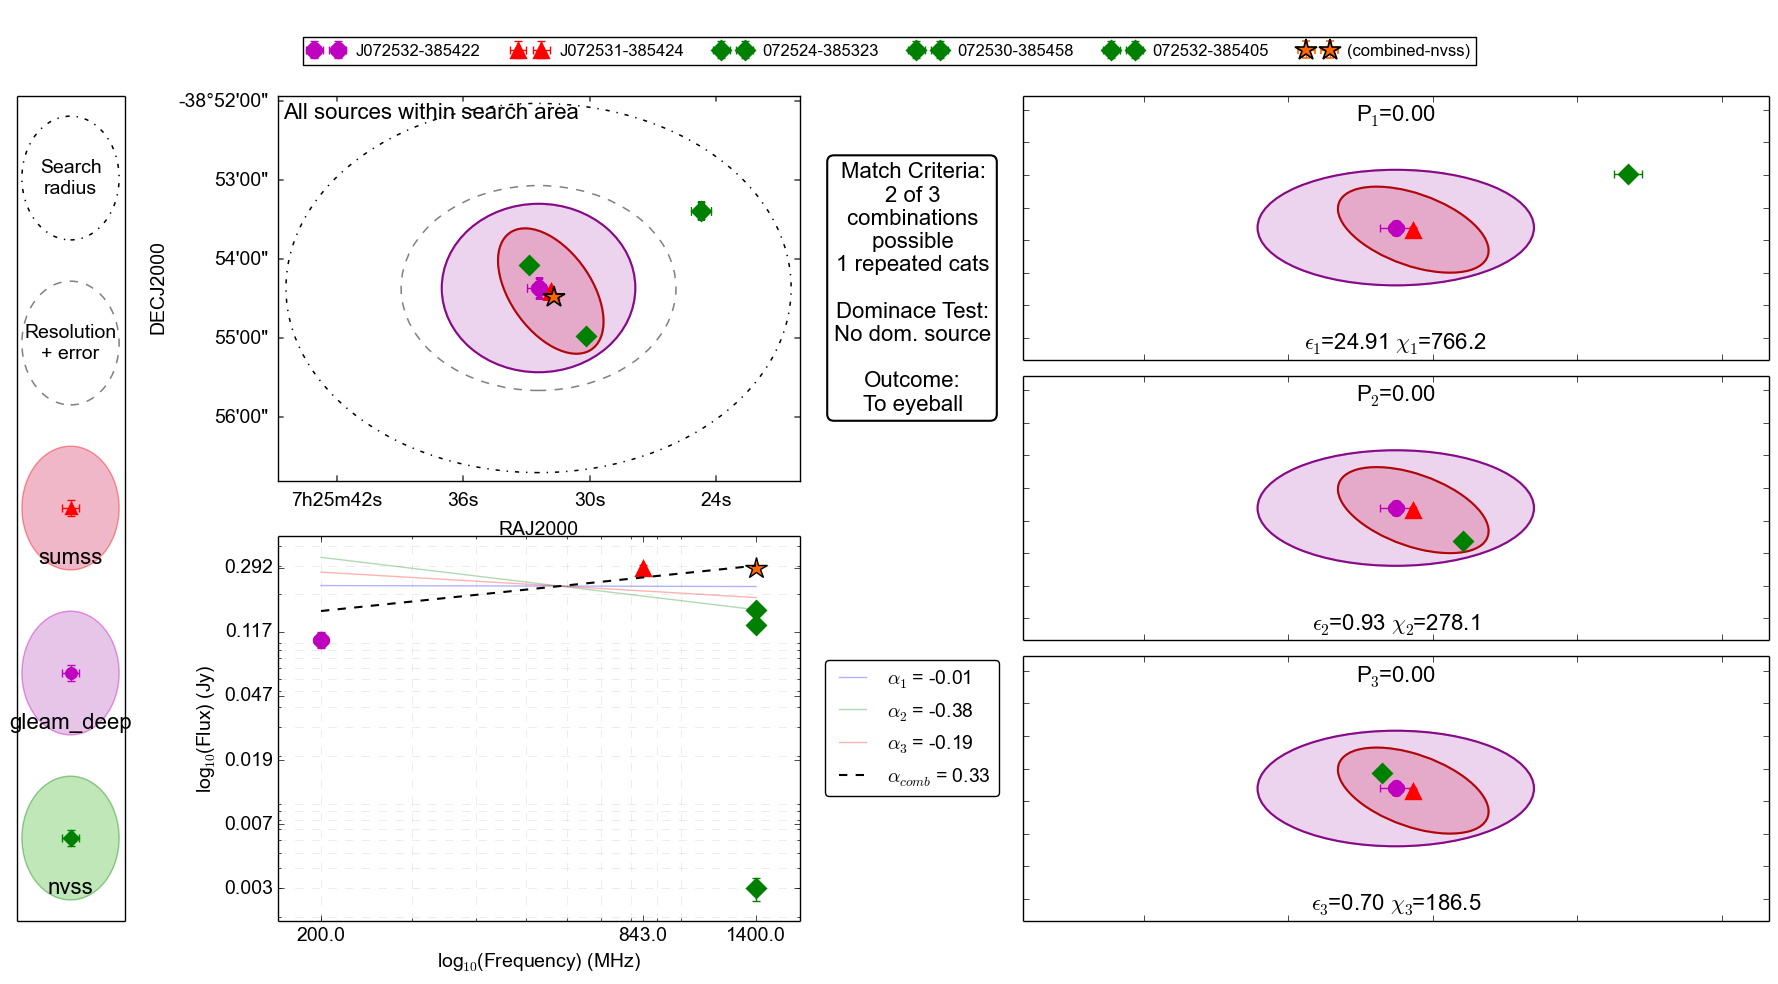 J072532-385422 J072531-385424 072524-385323 072530-385458 072532-385405 (combined-nvss)
Search
radius
Resolution
+ error
sumss
gleam_deep
nvss
All sources within search area
-38°52'00"
53'00"
54'00"
55'00"
56'00"
DECJ2000
7h25m42s 36s 30s 24s
RAJ2000
Match Criteria:
2 of 3
combinations
possible
1 repeated cats
Dominace Test:
No dom. source
Outcome:
To eyeball
0.292
0.117
0.047
0.019
0.007
0.003
log₁₀(Flux) (Jy)
200.0 843.0 1400.0
log₁₀(Frequency) (MHz)
α₁ = -0.01
α₂ = -0.38
α₃ = -0.19
α_comb = 0.33
P₁=0.00
ϵ₁=24.91 χ₁=766.2
P₂=0.00
ϵ₂=0.93 χ₂=278.1
P₃=0.00
ϵ₃=0.70 χ₃=186.5